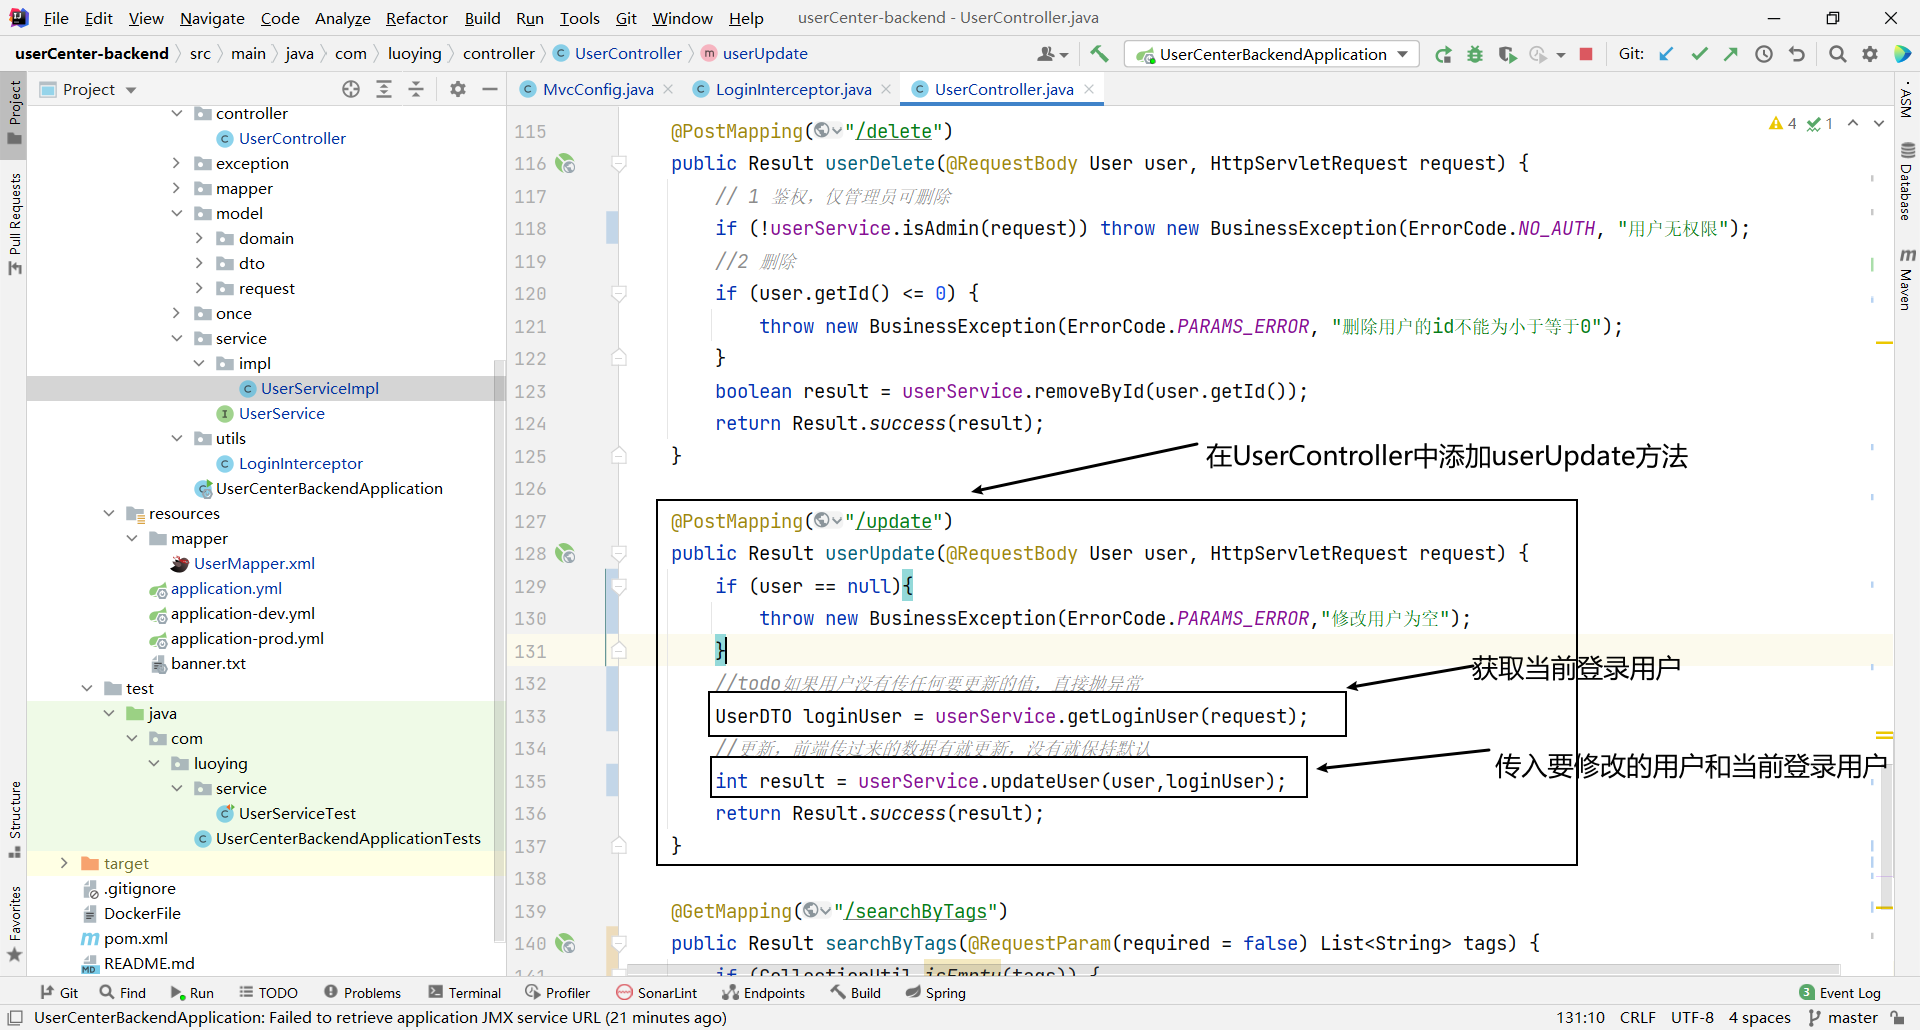 File Edit View Navigate Code Analyze Refactor Build Run Tools Git Window Help userCenter-backend - UserController.java
userCenter-backend src main java com luoying controller UserController userUpdate UserCenterBackendApplication Git:
Project
MvcConfig.java LoginInterceptor.java UserController.java
controller
UserController
exception
mapper
model
domain
dto
request
once
service
impl
UserServiceImpl
UserService
utils
LoginInterceptor
UserCenterBackendApplication
resources
mapper
UserMapper.xml
application.yml
application-dev.yml
application-prod.yml
banner.txt
test
java
com
luoying
service
UserServiceTest
UserCenterBackendApplicationTests
target
.gitignore
DockerFile
pom.xml
README.md
Project
Pull Requests
Structure
Favorites
4 1
115 @PostMapping("/delete")
116 public Result userDelete(@RequestBody User user, HttpServletRequest request) {
117 // 1 鉴权，仅管理员可删除
118 if (!userService.isAdmin(request)) throw new BusinessException(ErrorCode.NO_AUTH, "用户无权限");
119 //2 删除
120 if (user.getId() <= 0) {
121 throw new BusinessException(ErrorCode.PARAMS_ERROR, "删除用户的id不能为小于等于0");
122 }
123 boolean result = userService.removeById(user.getId());
124 return Result.success(result);
125 }
在UserController中添加userUpdate方法
126
127 @PostMapping("/update")
128 public Result userUpdate(@RequestBody User user, HttpServletRequest request) {
129 if (user == null){
130 throw new BusinessException(ErrorCode.PARAMS_ERROR,"修改用户为空");
131 }
获取当前登录用户
132 //todo如果用户没有传任何要更新的值，直接抛异常
133 UserDTO loginUser = userService.getLoginUser(request);
134 //更新，前端传过来的数据有就更新，没有就保持默认
传入要修改的用户和当前登录用户
135 int result = userService.updateUser(user,loginUser);
136 return Result.success(result);
137 }
138
139 @GetMapping("/searchByTags")
140 public Result searchByTags(@RequestParam(required = false) List<String> tags) {
141 if (CollectionUtil.isEmpty(tags)) {
ASM
Database
Maven
Git Find Run TODO Problems Terminal Profiler SonarLint Endpoints Build Spring 3 Event Log
UserCenterBackendApplication: Failed to retrieve application JMX service URL (21 minutes ago) 131:10 CRLF UTF-8 4 spaces master